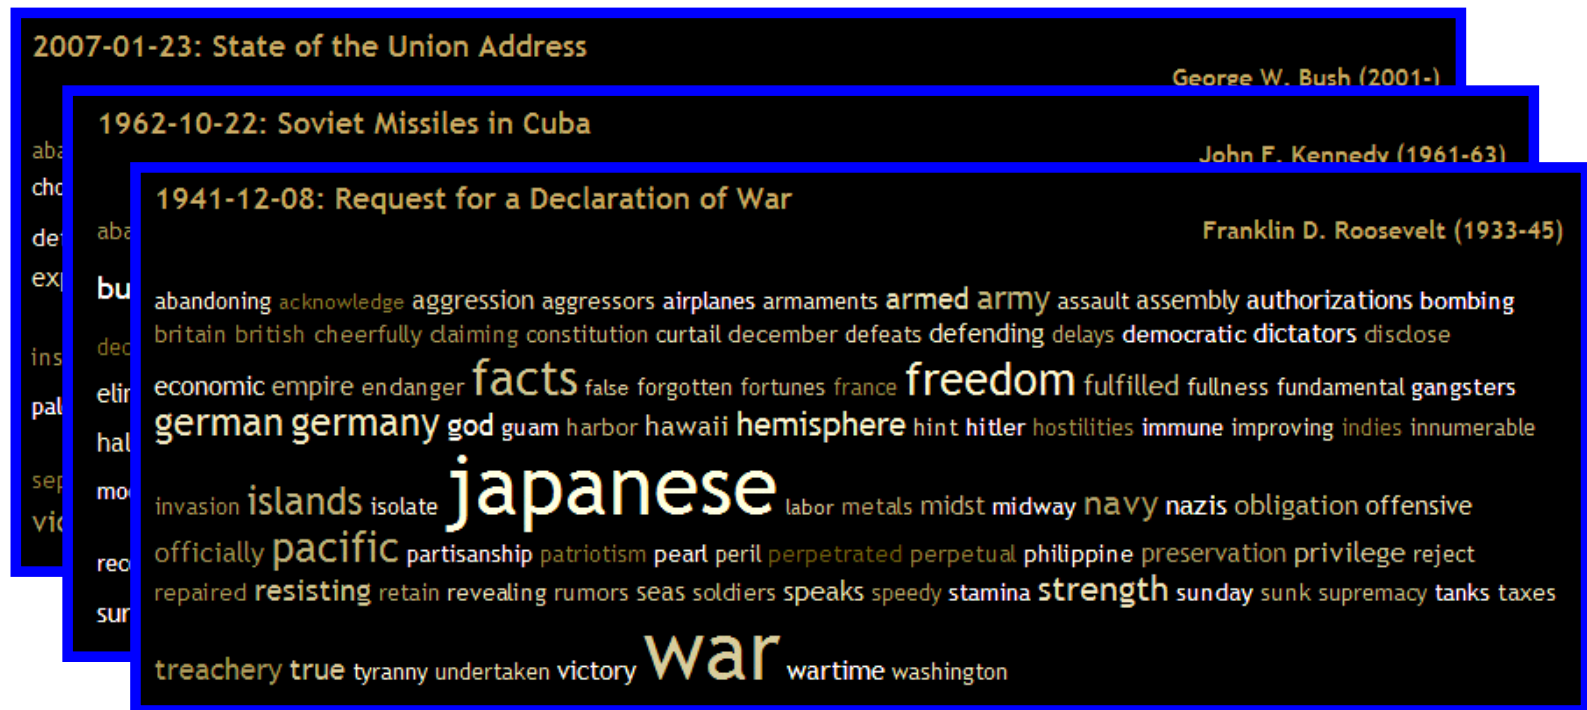 2007-01-23: State of the Union Address
George W. Bush (2001-)
1962-10-22: Soviet Missiles in Cuba
John F. Kennedy (1961-63)
1941-12-08: Request for a Declaration of War
Franklin D. Roosevelt (1933-45)
abandoning acknowledge aggression aggressors airplanes armaments armed army assault assembly authorizations bombing
britain british cheerfully claiming constitution curtail december defeats defending delays democratic dictators disclose
economic empire endanger facts false forgotten fortunes france freedom fulfilled fullness fundamental gangsters
german germany god guam harbor hawaii hemisphere hint hitler hostilities immune improving indies innumerable
invasion islands isolate japanese labor metals midst midway navy nazis obligation offensive
officially pacific partisanship patriotism pearl peril perpetrated perpetual philippine preservation privilege reject
repaired resisting retain revealing rumors seas soldiers speaks speedy stamina strength sunday sunk supremacy tanks taxes
treachery true tyranny undertaken victory war wartime washington